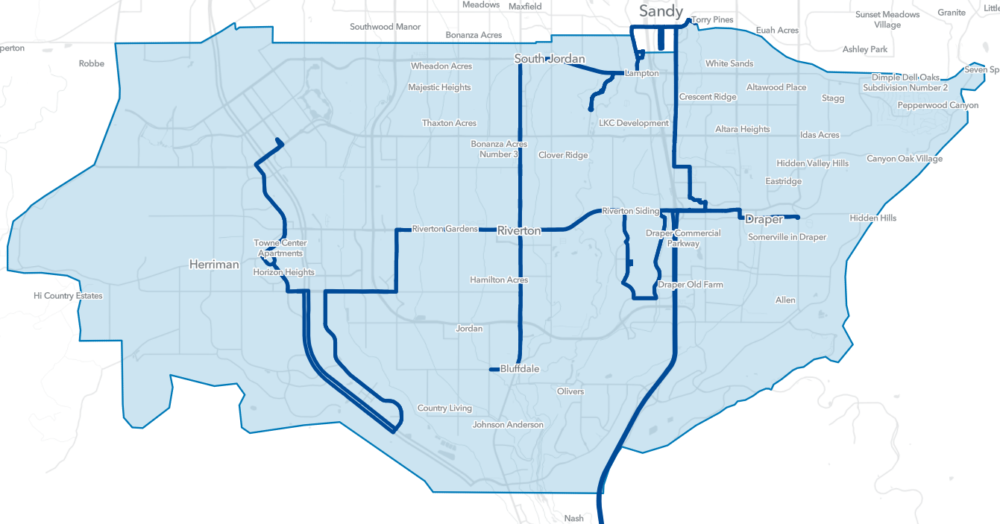 Meadows
Maxfield
Sandy
Little
Granite
Sunset Meadows
Village
Torry Pines
Southwood Manor
Euah Acres
Bonanza Acres
perton
Ashley Park
Robbe
South Jordan
White Sands
Wheadon Acres
Seven Sp
Lampton
Dimple Dell Oaks
Subdivision Number 2
Majestic Heights
Altawood Place
Crescent Ridge
Stagg
Pepperwood Canyon
Thaxton Acres
LKC Development
Altara Heights
Idas Acres
Bonanza Acres
Number 3
Clover Ridge
Canyon Oak Village
Hidden Valley Hills
Eastridge
Riverton Siding
Hidden Hills
Draper
Riverton Gardens
Riverton
Draper Commercial
Parkway
Somerville in Draper
Towne Center
Apartments
Herriman
Horizon Heights
Hamilton Acres
Draper Old Farm
Hi Country Estates
Allen
Jordan
Bluffdale
Olivers
Country Living
Johnson Anderson
Nash